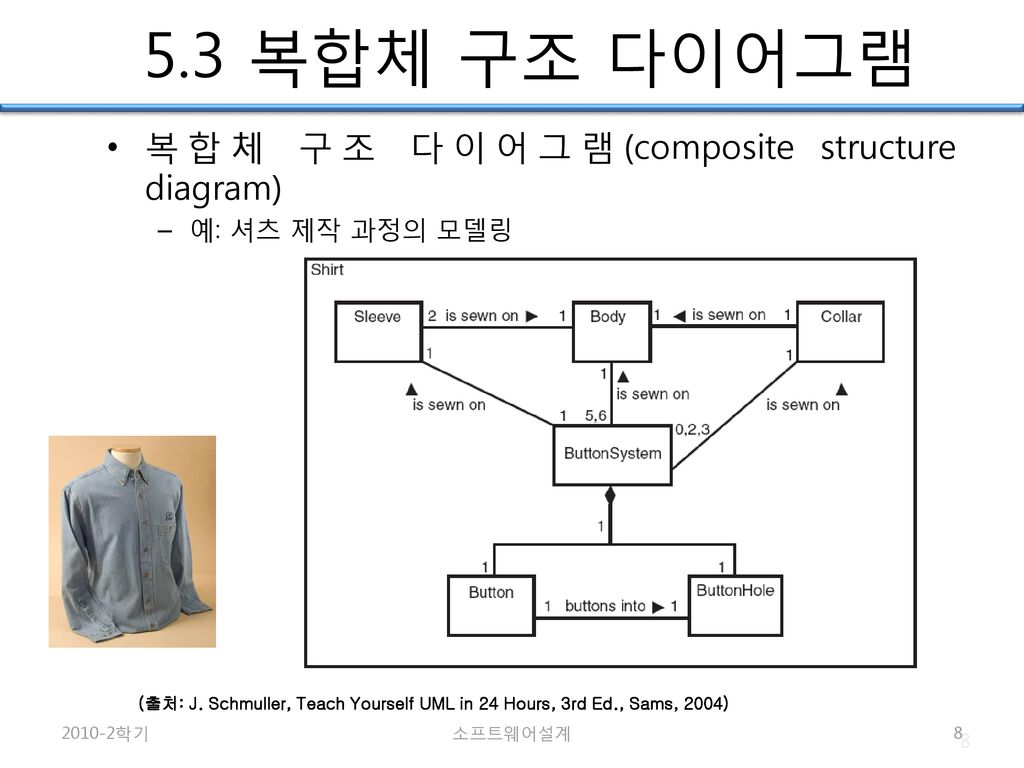 5.3 복합체 구조 다이어그램
• 복합체 구조 다이어그램(composite structure
diagram)
– 예: 셔츠 제작 과정의 모델링
Shirt
Sleeve 2 is sewn on ► 1 Body 1 ◄ is sewn on 1 Collar
1 1 ▲ 1
▲ is sewn on ▲
is sewn on is sewn on
1 5,6 0,2,3
ButtonSystem
1
1 1
Button ButtonHole
1 buttons into ► 1
(출처: J. Schmuller, Teach Yourself UML in 24 Hours, 3rd Ed., Sams, 2004)
2010-2학기 소프트웨어설계 8
8